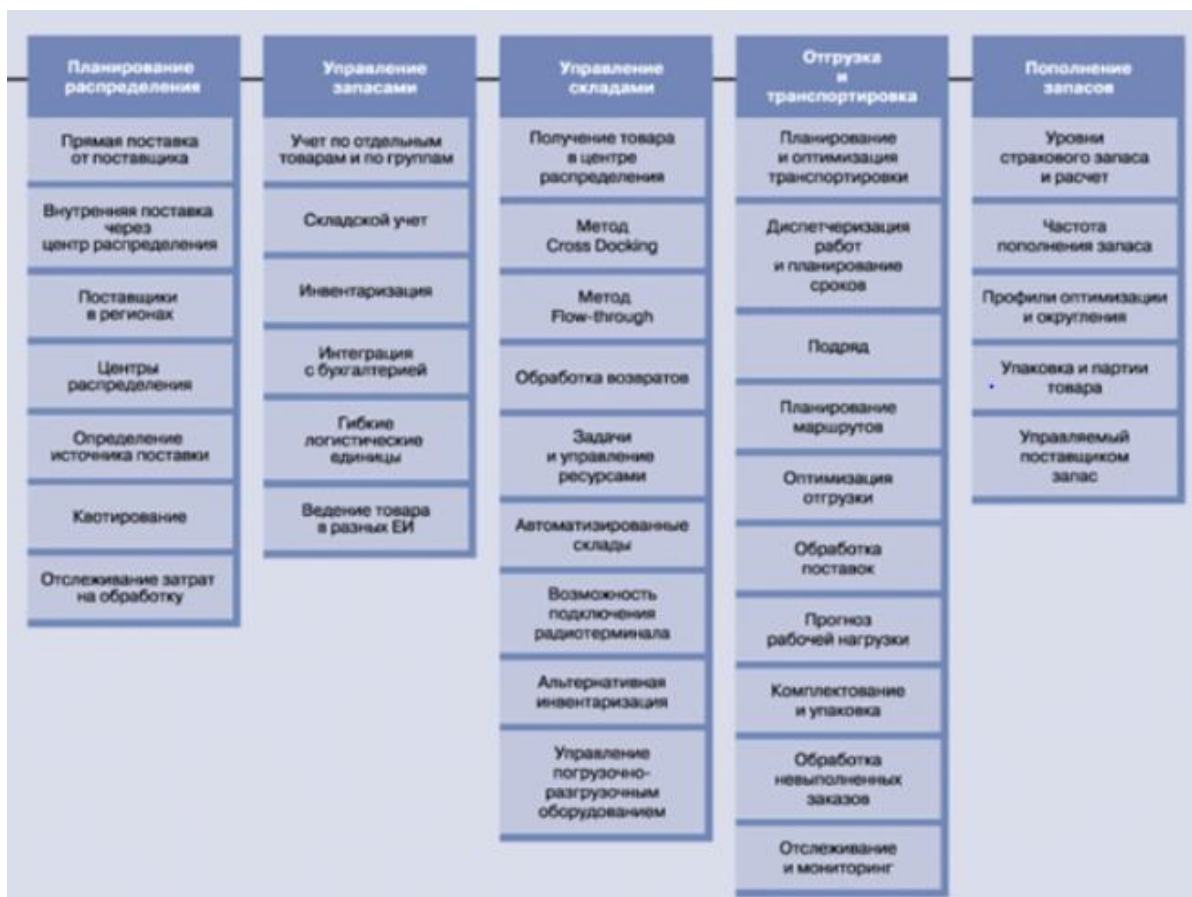 Планирование
распределения
Прямая поставка
от поставщика
Внутренняя поставка
через
центр распределения
Поставщики
в регионах
Центры
распределения
Определение
источника поставки
Квотирование
Отслеживание затрат
на обработку
Управление
запасами
Учет по отдельным
товарам и по группам
Складской учет
Инвентаризация
Интеграция
с бухгалтерией
Гибкие
логистические
единицы
Ведение товара
в разных ЕИ
Управление
складами
Получение товара
в центре
распределения
Метод
Cross Docking
Метод
Flow-through
Обработка возвратов
Задачи
и управление
ресурсами
Автоматизированные
склады
Возможность
подключения
радиотерминала
Альтернативная
инвентаризация
Управление
погрузочно-
разгрузочным
оборудованием
Отгрузка
и
транспортировка
Планирование
и оптимизация
транспортировки
Диспетчеризация
работ
и планирование
сроков
Подряд
Планирование
маршрутов
Оптимизация
отгрузки
Обработка
поставок
Прогноз
рабочей нагрузки
Комплектование
и упаковка
Обработка
невыполненных
заказов
Отслеживание
и мониторинг
Пополнение
запасов
Уровни
страхового запаса
и расчет
Частота
пополнения запаса
Профили оптимизации
и округления
Упаковка и партии
товара
Управляемый
поставщиком
запас